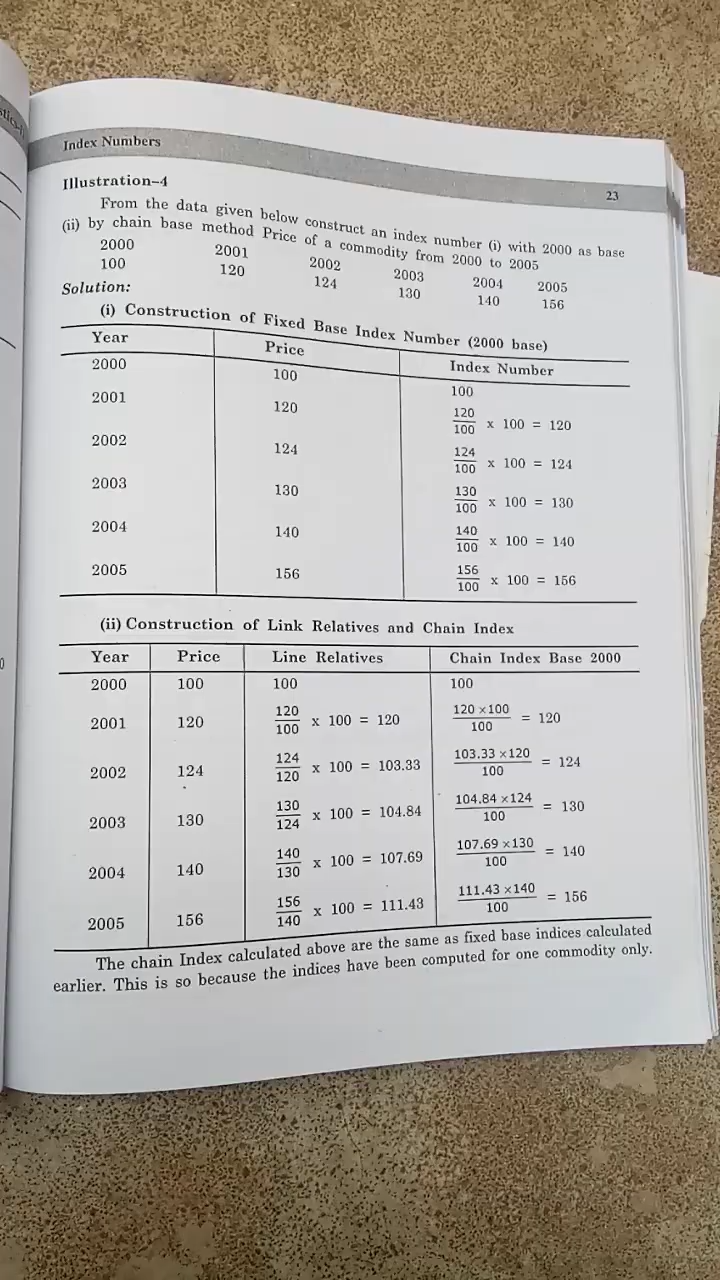 Index Numbers
23
Illustration–4
From the data given below construct an index number (i) with 2000 as base
(ii) by chain base method Price of a commodity from 2000 to 2005
2000 2001 2002 2003 2004 2005
100 120 124 130 140 156
Solution:
(i) Construction of Fixed Base Index Number (2000 base)
Year Price Index Number
2000 100 100
2001 120 120/100 x 100 = 120
2002 124 124/100 x 100 = 124
2003 130 130/100 x 100 = 130
2004 140 140/100 x 100 = 140
2005 156 156/100 x 100 = 156
(ii) Construction of Link Relatives and Chain Index
Year Price Line Relatives Chain Index Base 2000
2000 100 100 100
2001 120 120/100 x 100 = 120 120 ×100/100 = 120
2002 124 124/120 x 100 = 103.33 103.33 ×120/100 = 124
2003 130 130/124 x 100 = 104.84 104.84 ×124/100 = 130
2004 140 140/130 x 100 = 107.69 107.69 ×130/100 = 140
2005 156 156/140 x 100 = 111.43 111.43 ×140/100 = 156
The chain Index calculated above are the same as fixed base indices calculated
earlier. This is so because the indices have been computed for one commodity only.